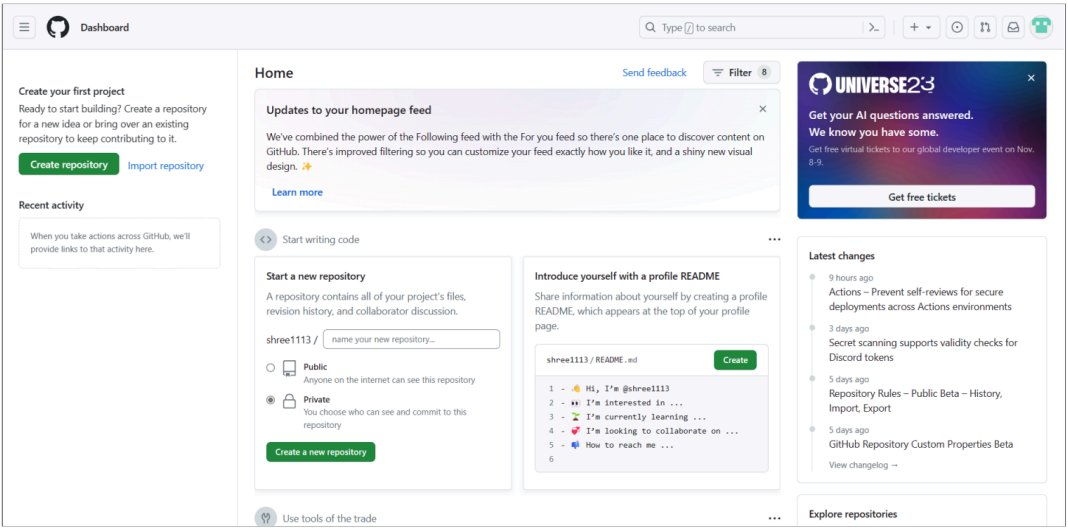 Dashboard
Type / to search
Create your first project
Ready to start building? Create a repository
for a new idea or bring over an existing
repository to keep contributing to it.
Create repository
Import repository
Recent activity
When you take actions across GitHub, we'll
provide links to that activity here.
Home
Send feedback
Filter 8
Updates to your homepage feed
We've combined the power of the Following feed with the For you feed so there's one place to discover content on
GitHub. There's improved filtering so you can customize your feed exactly how you like it, and a shiny new visual
design. ✨
Learn more
Start writing code
Start a new repository
A repository contains all of your project's files,
revision history, and collaborator discussion.
shree1113 / name your new repository...
Public
Anyone on the internet can see this repository
Private
You choose who can see and commit to this
repository
Create a new repository
Introduce yourself with a profile README
Share information about yourself by creating a profile
README, which appears at the top of your profile
page.
shree1113 / README.md
Create
1 - 👋 Hi, I'm @shree1113
2 - 👀 I'm interested in ...
3 - 🌱 I'm currently learning ...
4 - 💞️ I'm looking to collaborate on ...
5 - 📫 How to reach me ...
6
Use tools of the trade
UNIVERSE23
Get your AI questions answered.
We know you have some.
Get free virtual tickets to our global developer event on Nov.
8-9.
Get free tickets
Latest changes
9 hours ago
Actions – Prevent self-reviews for secure
deployments across Actions environments
3 days ago
Secret scanning supports validity checks for
Discord tokens
5 days ago
Repository Rules – Public Beta – History,
Import, Export
5 days ago
GitHub Repository Custom Properties Beta
View changelog →
Explore repositories